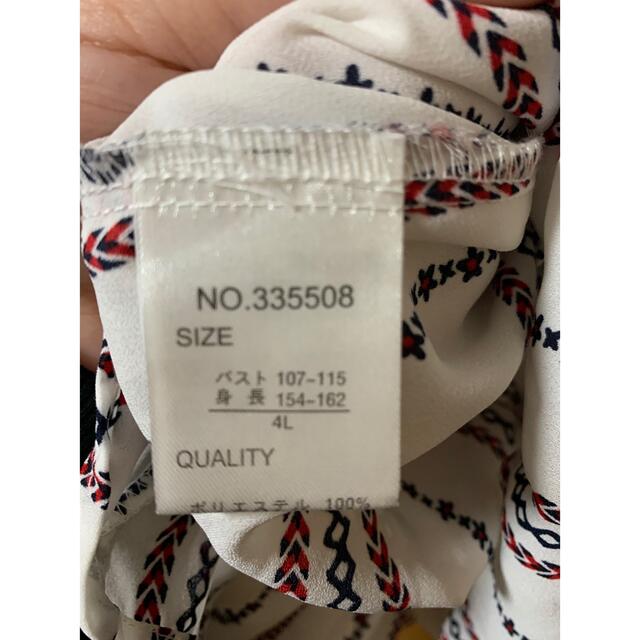 NO.335508
SIZE
バスト 107-115
身長 154-162
4L
QUALITY
ポリエステル 100%